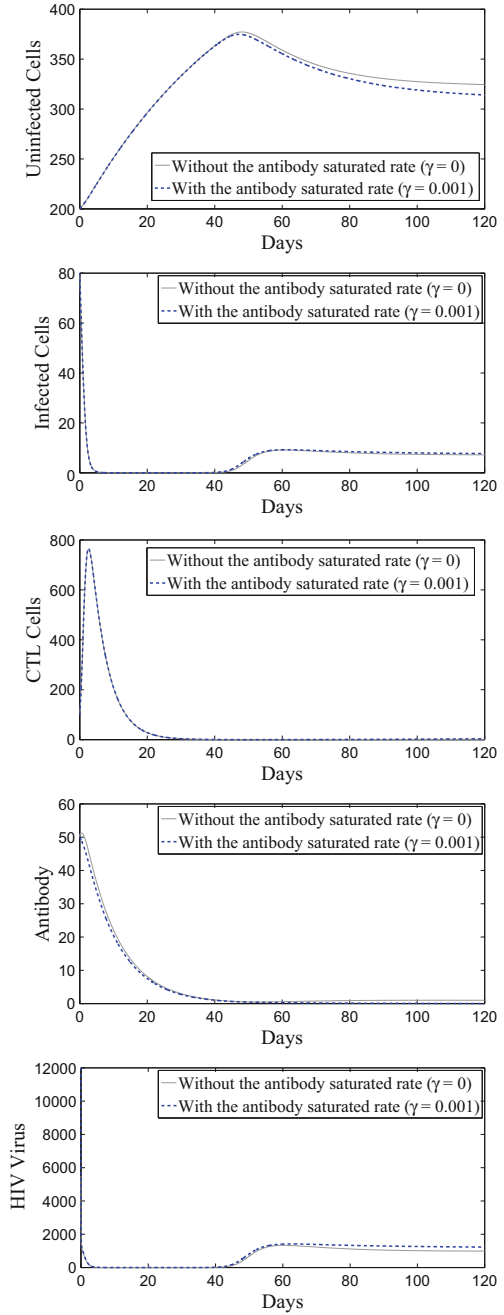 400
350
300
250
200
Uninfected Cells
Without the antibody saturated rate (γ = 0)
With the antibody saturated rate (γ = 0.001)
0 20 40 60 80 100 120
Days
80
60
40
20
0
Infected Cells
Without the antibody saturated rate (γ = 0)
With the antibody saturated rate (γ = 0.001)
0 20 40 60 80 100 120
Days
800
600
400
200
0
CTL Cells
Without the antibody saturated rate (γ = 0)
With the antibody saturated rate (γ = 0.001)
0 20 40 60 80 100 120
Days
60
50
40
30
20
10
0
Antibody
Without the antibody saturated rate (γ = 0)
With the antibody saturated rate (γ = 0.001)
0 20 40 60 80 100 120
Days
12000
10000
8000
6000
4000
2000
0
HIV Virus
Without the antibody saturated rate (γ = 0)
With the antibody saturated rate (γ = 0.001)
0 20 40 60 80 100 120
Days